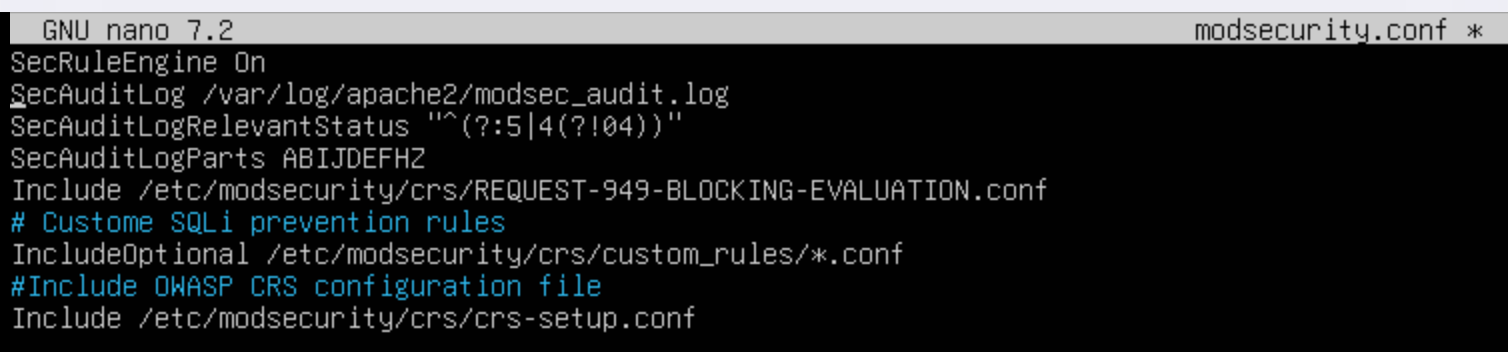 GNU nano 7.2 modsecurity.conf *
SecRuleEngine On
SecAuditLog /var/log/apache2/modsec_audit.log
SecAuditLogRelevantStatus "^(?:5|4(?!04))"
SecAuditLogParts ABIJDEFHZ
Include /etc/modsecurity/crs/REQUEST-949-BLOCKING-EVALUATION.conf
# Custome SQLi prevention rules
IncludeOptional /etc/modsecurity/crs/custom_rules/*.conf
#Include OWASP CRS configuration file
Include /etc/modsecurity/crs/crs-setup.conf